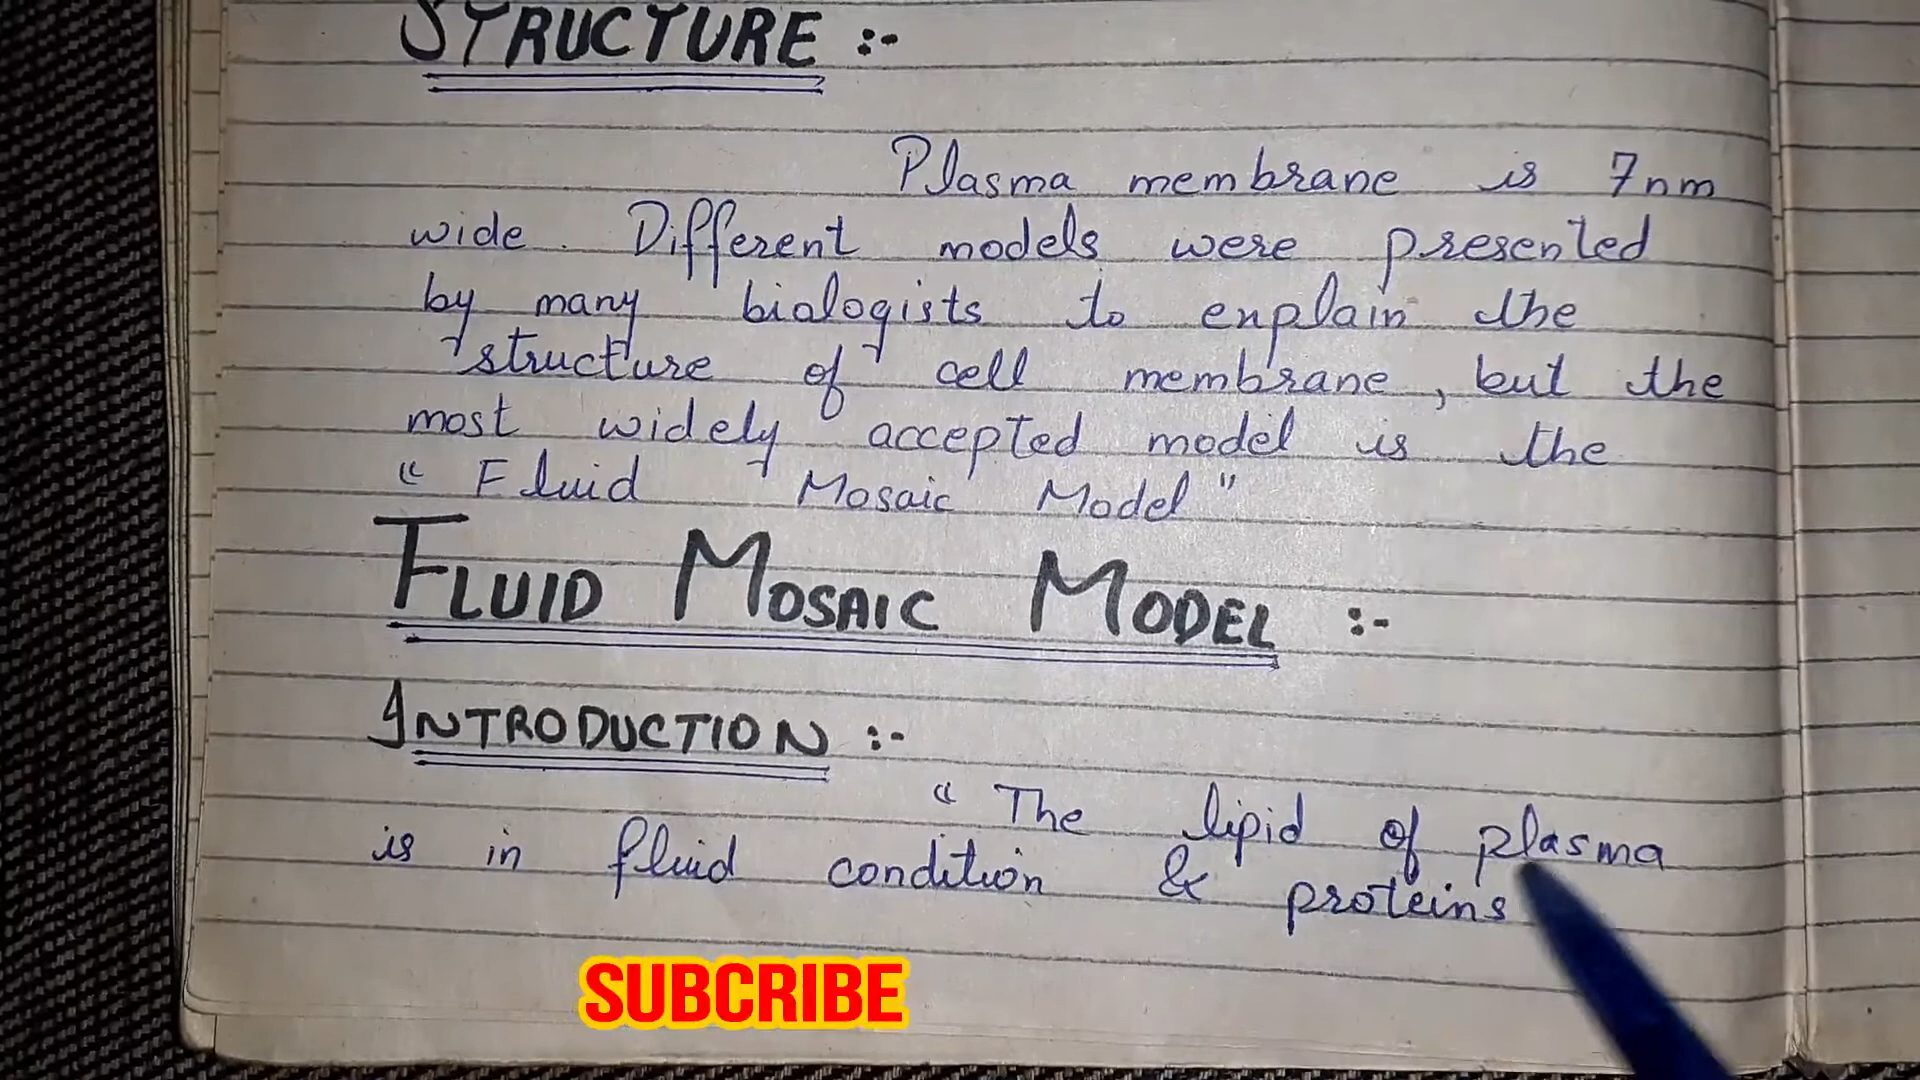 STRUCTURE :-
Plasma membrane is 7nm
wide. Different models were presented
by many biologists to explain the
structure of cell membrane, but the
most widely accepted model is the
“ Fluid Mosaic Model ”
FLUID MOSAIC MODEL :-
INTRODUCTION :-
“ The lipid of plasma
is in fluid condition & proteins
SUBCRIBE